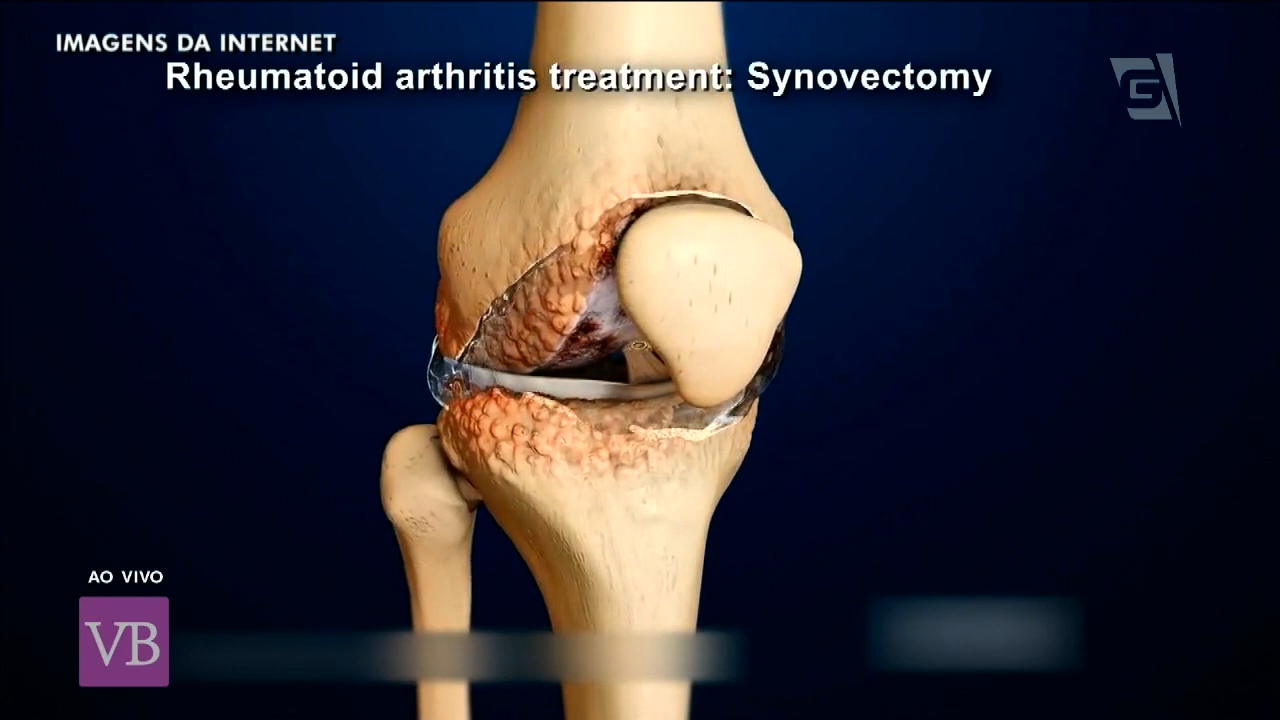 IMAGENS DA INTERNET
Rheumatoid arthritis treatment: Synovectomy
G
AO VIVO
VB